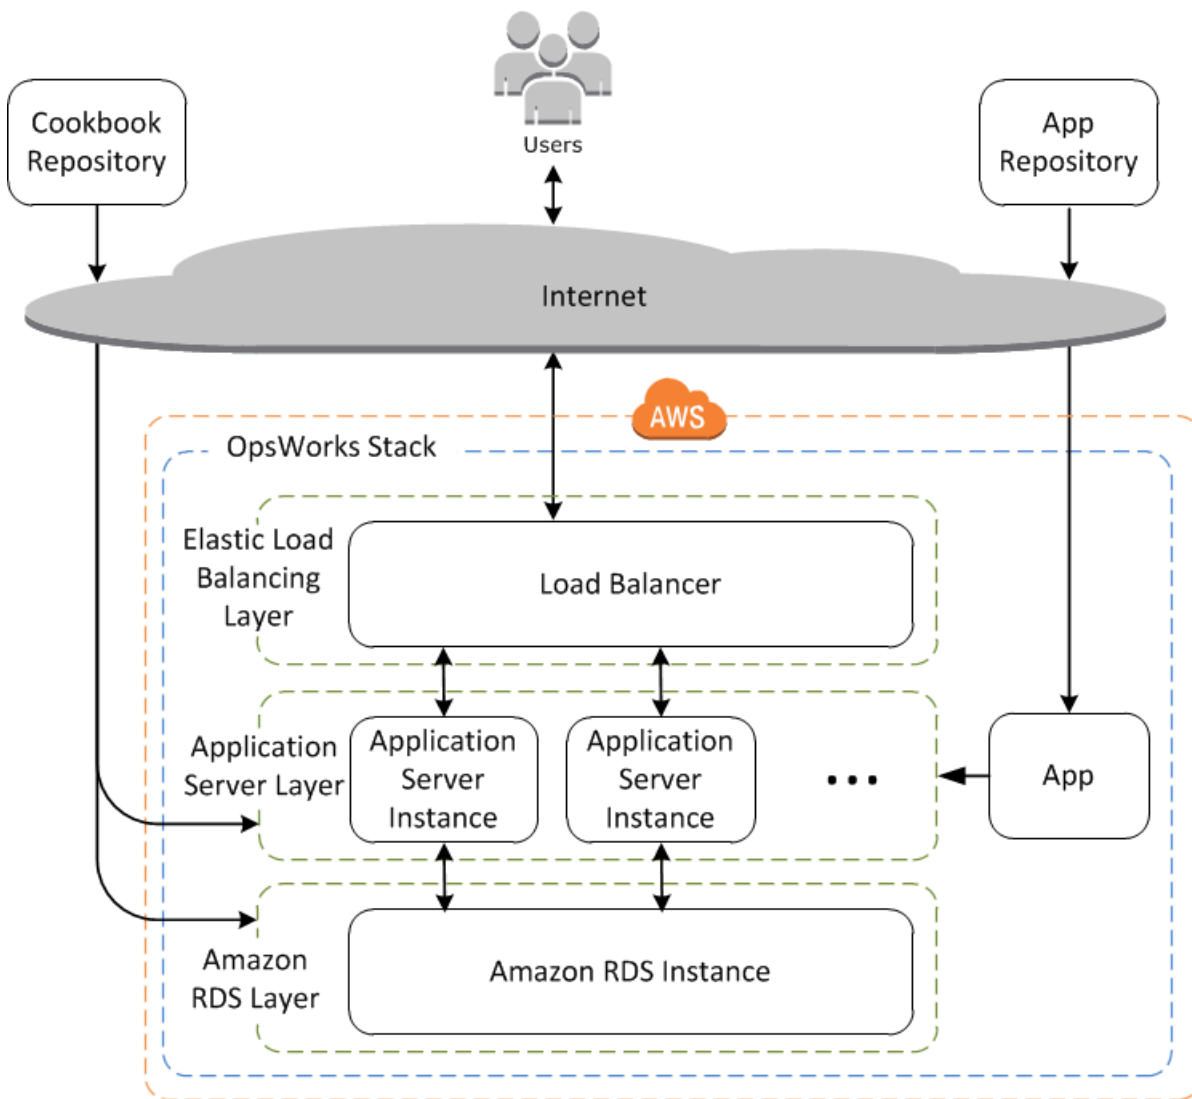 Users
Cookbook
Repository
App
Repository
Internet
AWS
OpsWorks Stack
Elastic Load
Balancing
Layer
Load Balancer
Application
Server Layer
Application
Server
Instance
Application
Server
Instance
...
App
Amazon
RDS Layer
Amazon RDS Instance